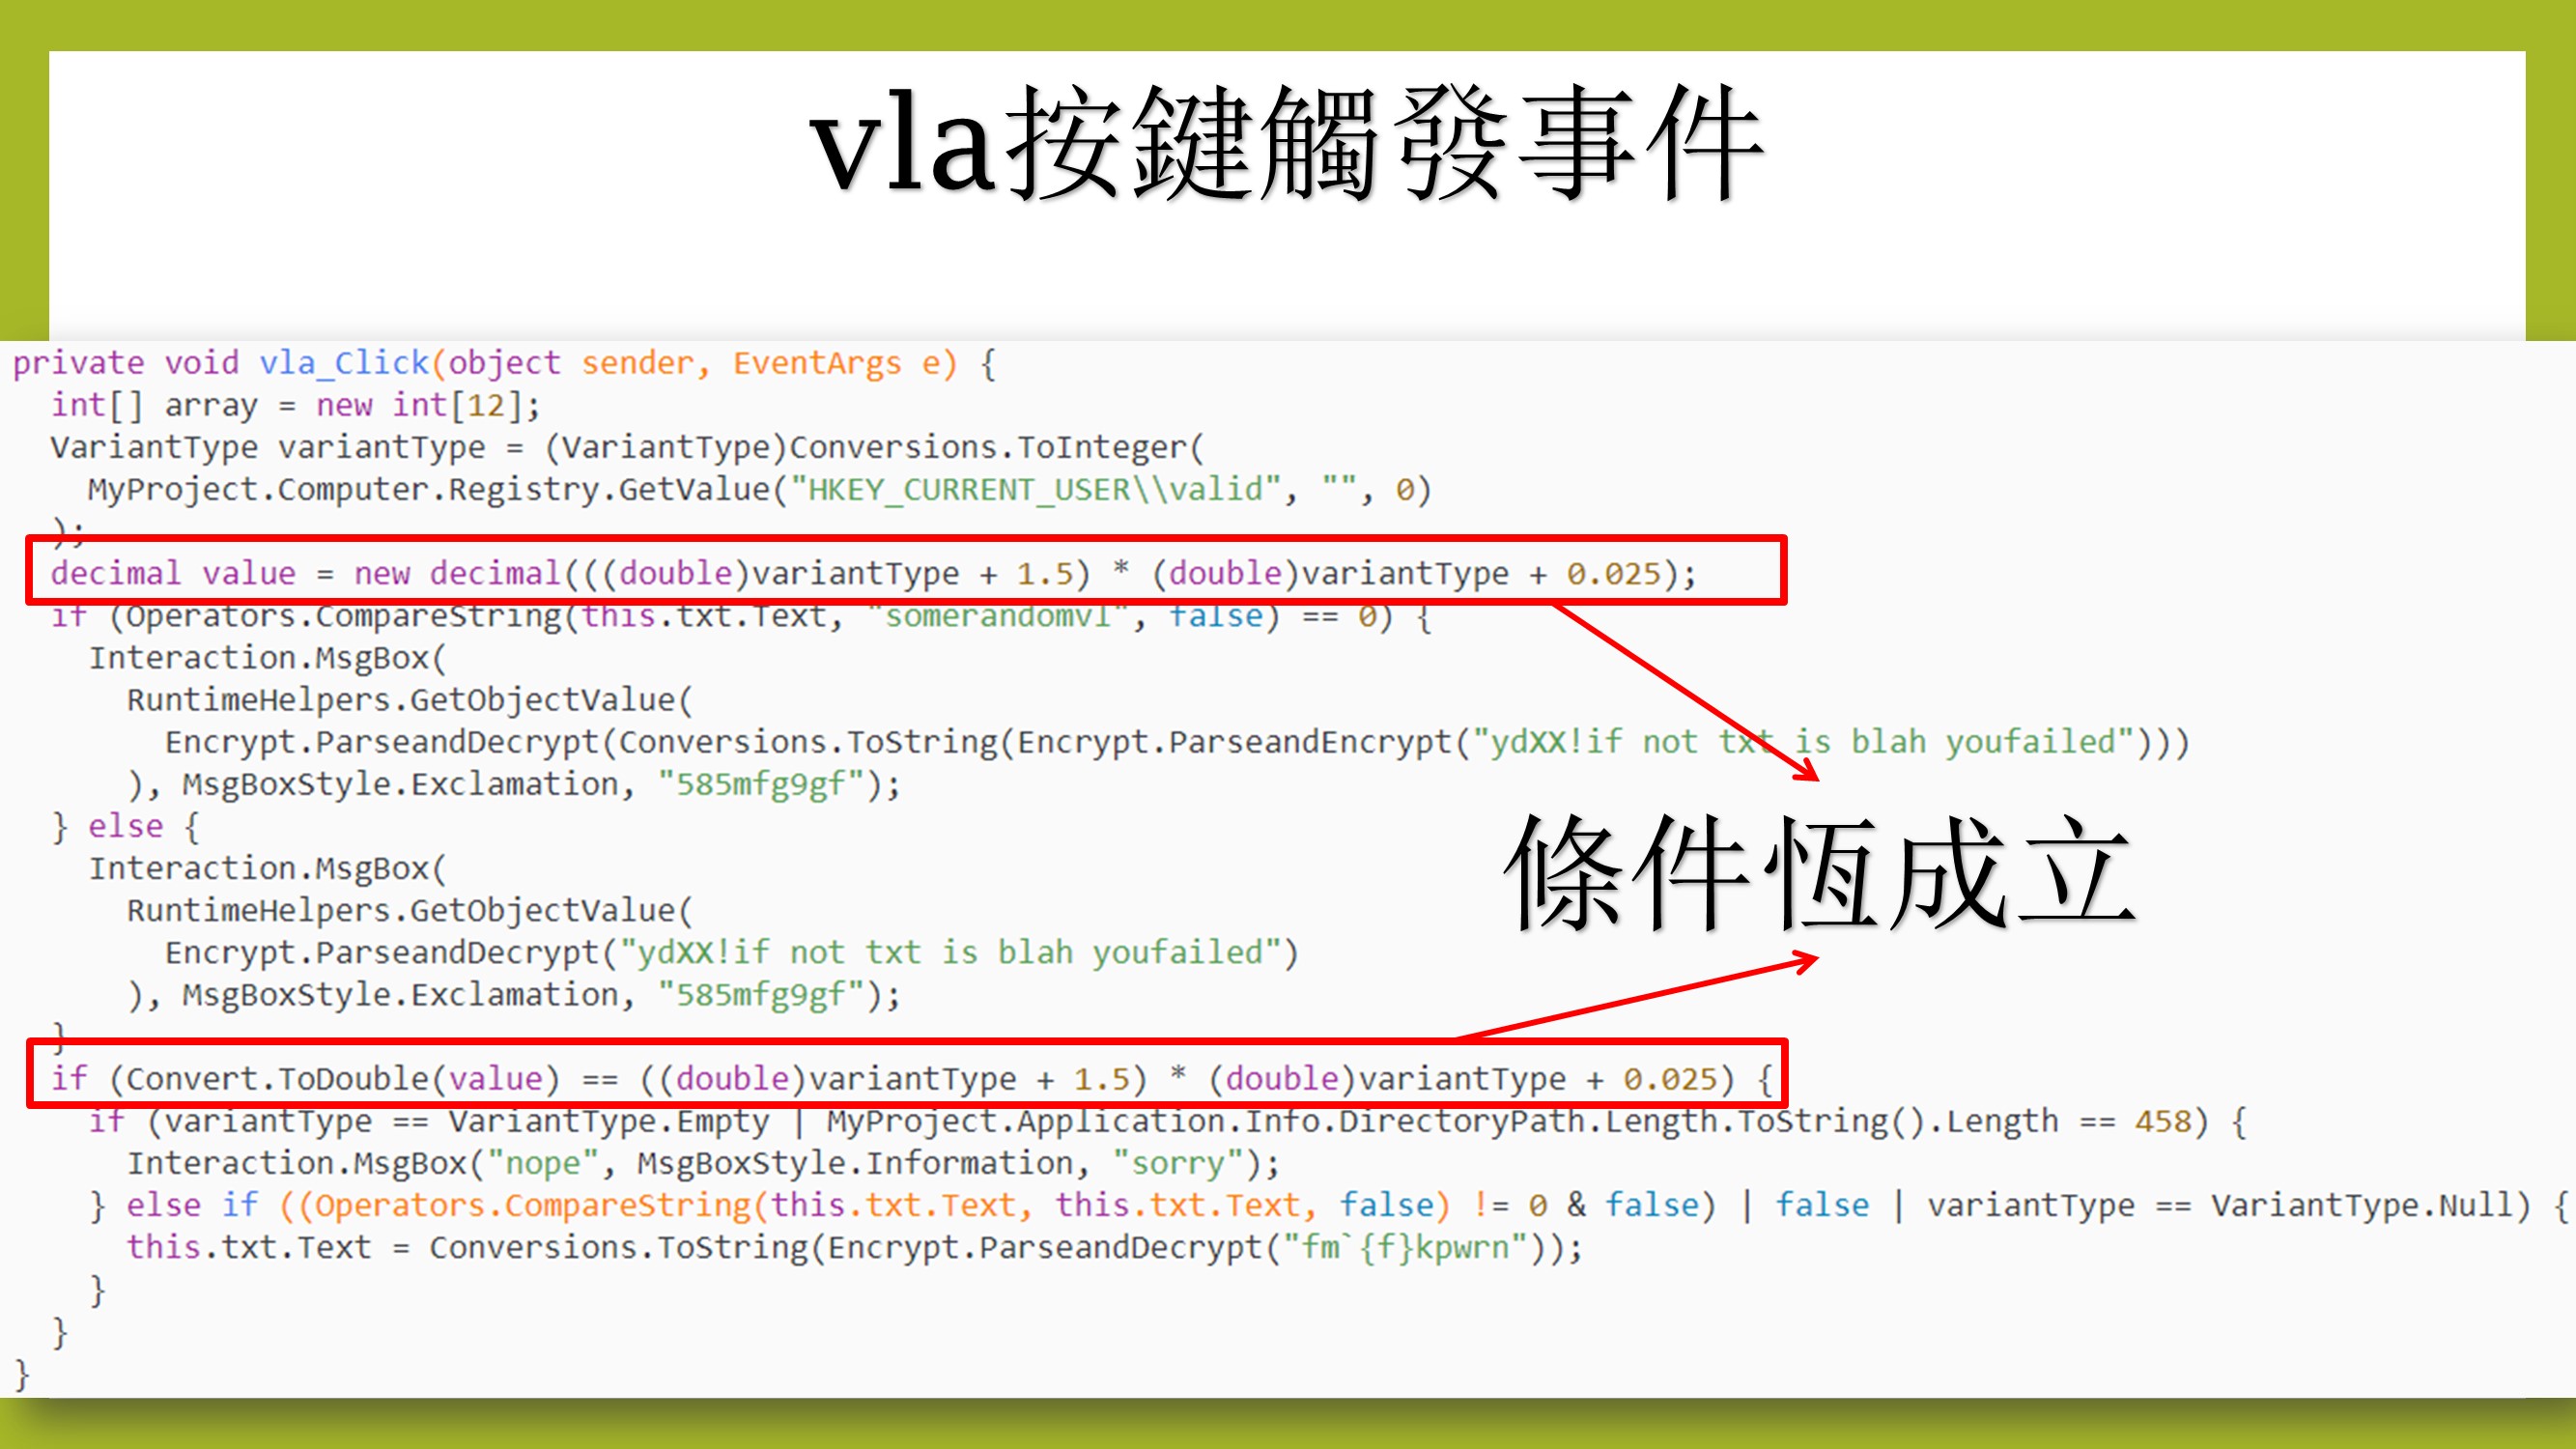 vla按鍵觸發事件
private void vla_Click(object sender, EventArgs e) {
int[] array = new int[12];
VariantType variantType = (VariantType)Conversions.ToInteger(
MyProject.Computer.Registry.GetValue("HKEY_CURRENT_USER\\valid", "", 0)
);
decimal value = new decimal(((double)variantType + 1.5) * (double)variantType + 0.025);
if (Operators.CompareString(this.txt.Text, "somerandomvl", false) == 0) {
Interaction.MsgBox(
RuntimeHelpers.GetObjectValue(
Encrypt.ParseandDecrypt(Conversions.ToString(Encrypt.ParseandEncrypt("ydXX!if not txt is blah youfailed")))
), MsgBoxStyle.Exclamation, "585mfg9gf");
} else {
Interaction.MsgBox(
RuntimeHelpers.GetObjectValue(
Encrypt.ParseandDecrypt("ydXX!if not txt is blah youfailed")
), MsgBoxStyle.Exclamation, "585mfg9gf");
}
條件恆成立
if (Convert.ToDouble(value) == ((double)variantType + 1.5) * (double)variantType + 0.025) {
if (variantType == VariantType.Empty | MyProject.Application.Info.DirectoryPath.Length.ToString().Length == 458) {
Interaction.MsgBox("nope", MsgBoxStyle.Information, "sorry");
} else if ((Operators.CompareString(this.txt.Text, this.txt.Text, false) != 0 & false) | false | variantType == VariantType.Null) {
this.txt.Text = Conversions.ToString(Encrypt.ParseandDecrypt("fm`{f}kpwrn"));
}
}
}